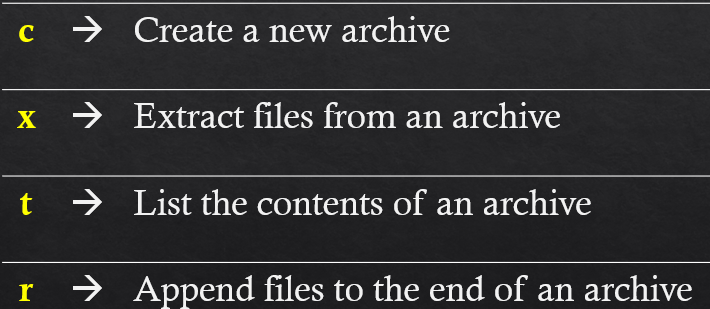 c → Create a new archive
x → Extract files from an archive
t → List the contents of an archive
r → Append files to the end of an archive